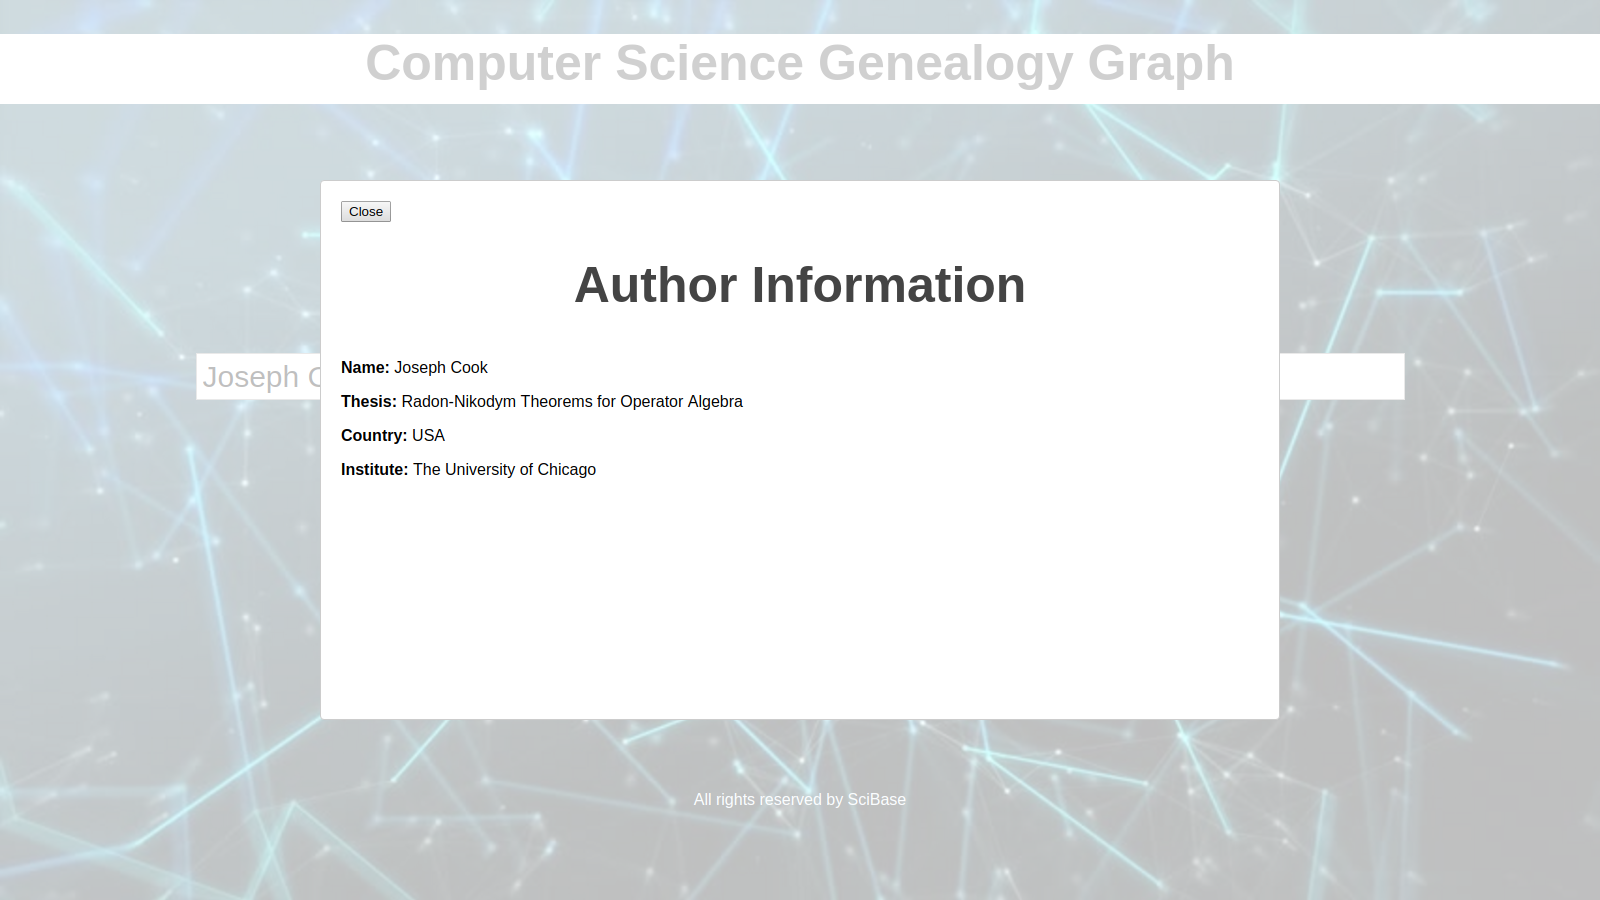 Computer Science Genealogy Graph
Close
Author Information
Name: Joseph Cook
Thesis: Radon-Nikodym Theorems for Operator Algebra
Country: USA
Institute: The University of Chicago
Joseph
All rights reserved by SciBase